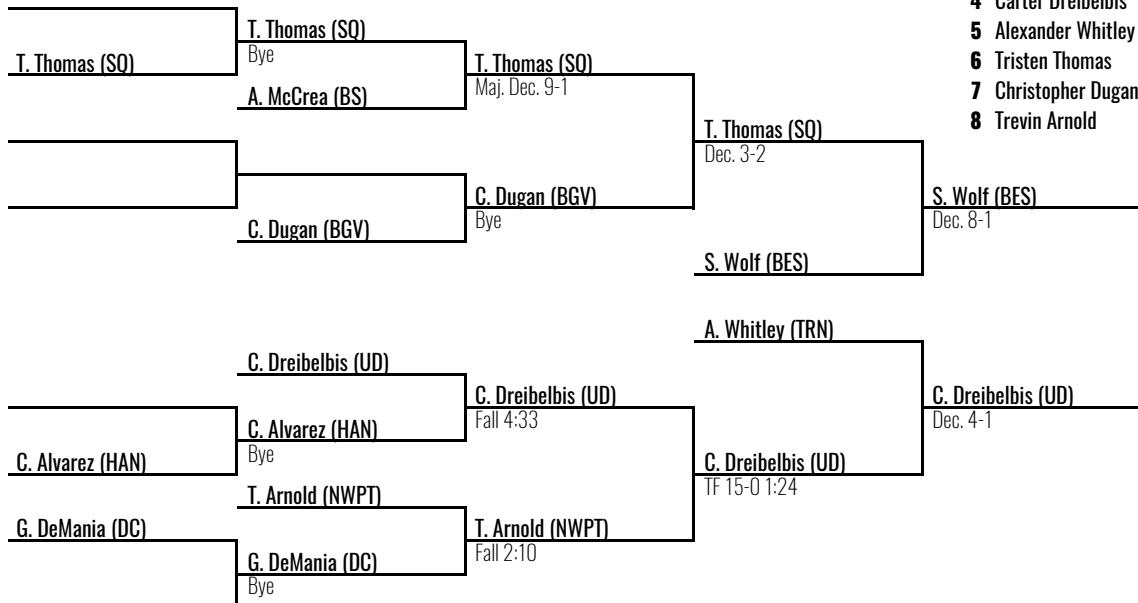 T. Thomas (SQ)
T. Thomas (SQ)
Bye
A. McCrea (BS)
T. Thomas (SQ)
Maj. Dec. 9-1
C. Dugan (BGV)
C. Dugan (BGV)
Bye
T. Thomas (SQ)
Dec. 3-2
S. Wolf (BES)
S. Wolf (BES)
Dec. 8-1
4 Carter Dreibelbis
5 Alexander Whitley
6 Tristen Thomas
7 Christopher Dugan
8 Trevin Arnold
C. Alvarez (HAN)
G. DeMania (DC)
C. Dreibelbis (UD)
C. Alvarez (HAN)
Bye
T. Arnold (NWPT)
G. DeMania (DC)
Bye
C. Dreibelbis (UD)
Fall 4:33
T. Arnold (NWPT)
Fall 2:10
A. Whitley (TRN)
C. Dreibelbis (UD)
TF 15-0 1:24
C. Dreibelbis (UD)
Dec. 4-1